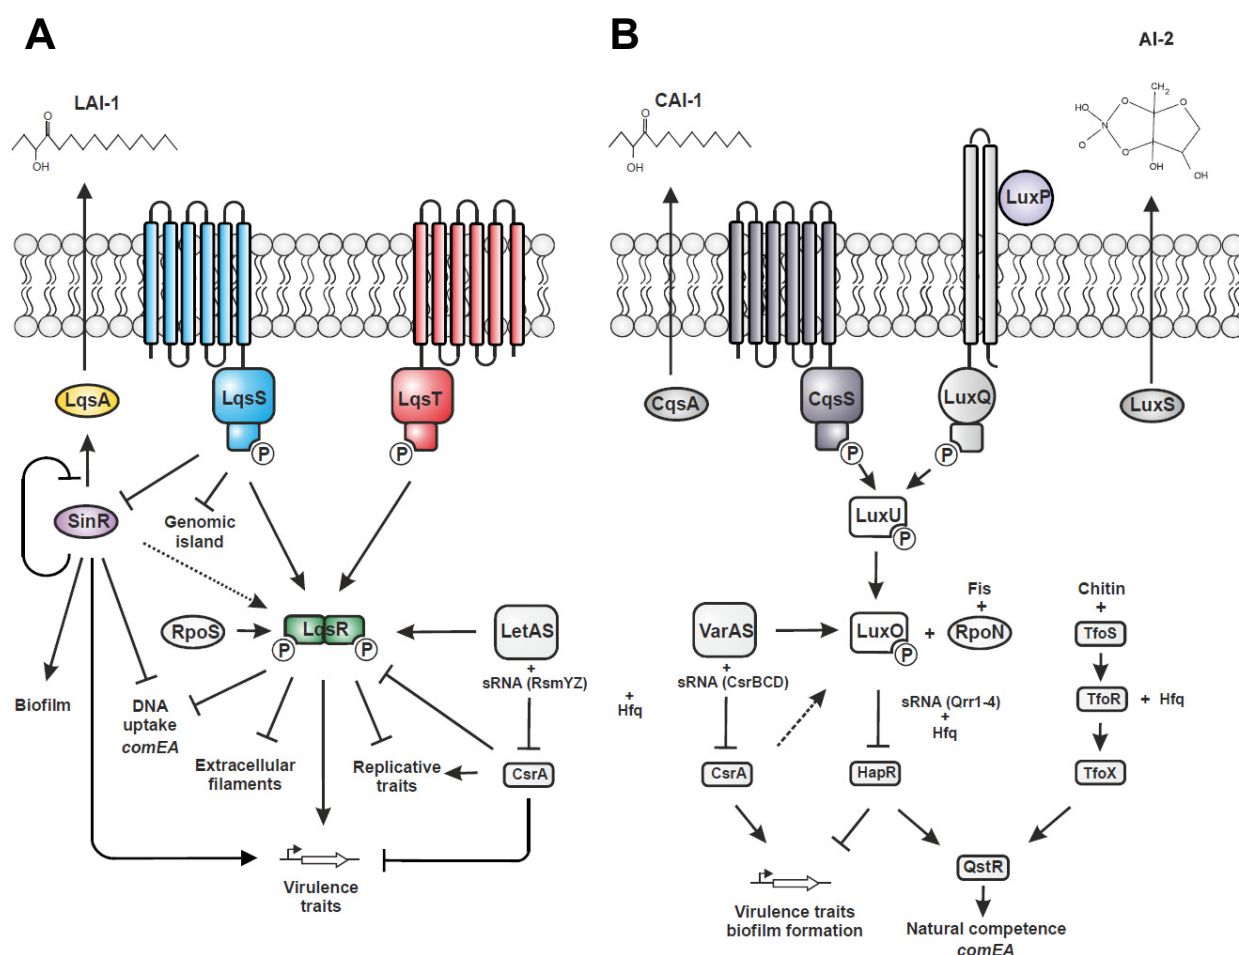 A
LAI-1
O
OH
LqsA
LqsS
P
LqsT
P
SinR
Genomic
island
RpoS
LqsR
P
P
LetAS
+
sRNA (RsmYZ)
Biofilm
DNA
uptake
comEA
Extracellular
filaments
Replicative
traits
CsrA
Virulence
traits
B
CAI-1
O
OH
AI-2
CH2
HO
O
O
N
O
O
OH
OH
LuxP
CqsA
CqsS
P
LuxQ
P
LuxS
LuxU
P
VarAS
+
sRNA (CsrBCD)
+
Hfq
LuxO
P
+
Fis
+
RpoN
sRNA (Qrr1-4)
+
Hfq
Chitin
+
TfoS
TfoR
+ Hfq
TfoX
CsrA
HapR
QstR
Virulence traits
biofilm formation
Natural competence
comEA